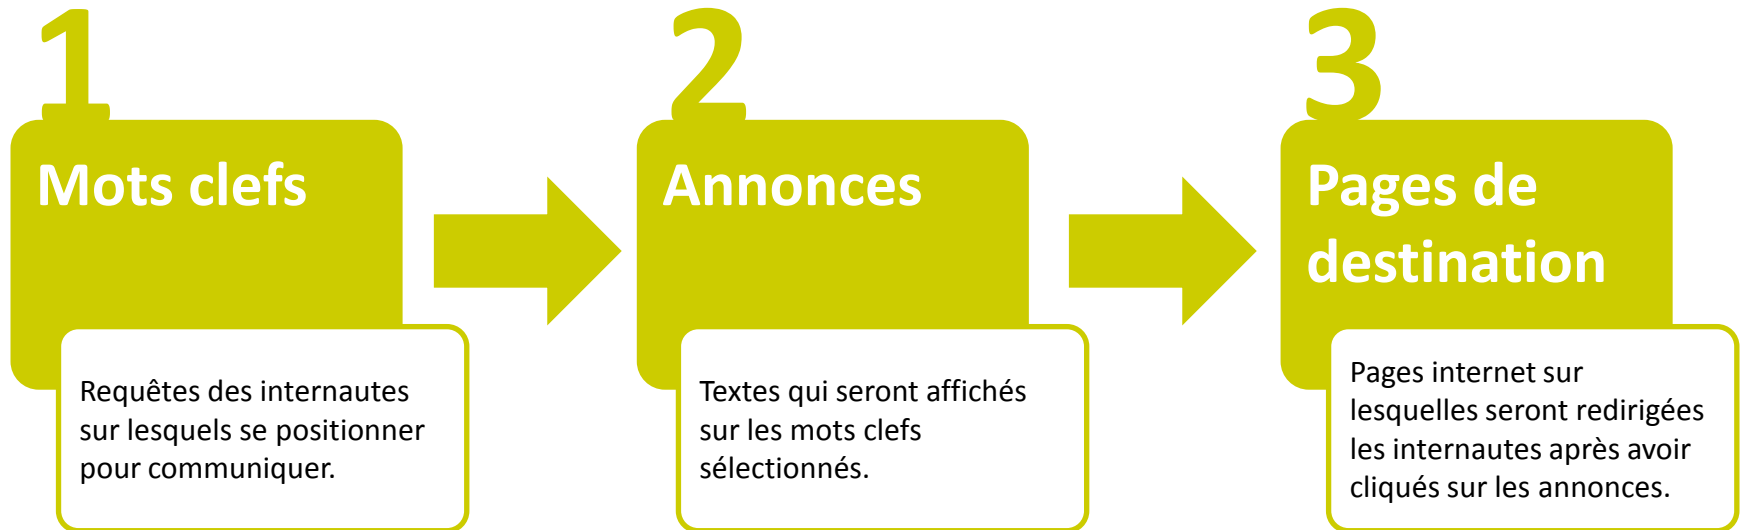 1
Mots clefs
Requêtes des internautes
sur lesquels se positionner
pour communiquer.
2
Annonces
Textes qui seront affichés
sur les mots clefs
sélectionnés.
3
Pages de
destination
Pages internet sur
lesquelles seront redirigées
les internautes après avoir
cliqués sur les annonces.